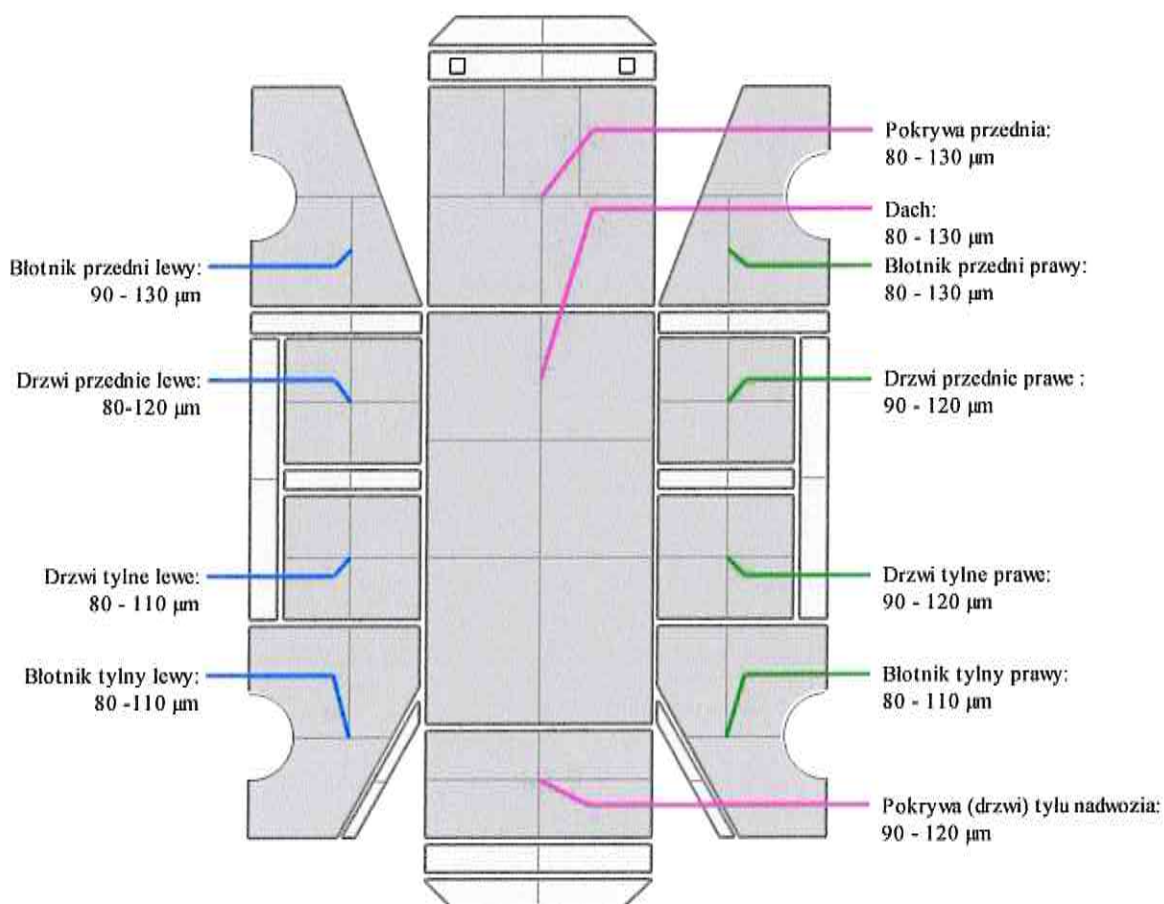 Pokrywa przednia:
80 - 130 µm
Dach:
80 - 130 µm
Błotnik przedni lewy:
90 - 130 µm
Błotnik przedni prawy:
80 - 130 µm
Drzwi przednie lewe:
80-120 µm
Drzwi przednie prawe :
90 - 120 µm
Drzwi tylne lewe:
80 - 110 µm
Drzwi tylne prawe:
90 - 120 µm
Błotnik tylny lewy:
80 -110 µm
Błotnik tylny prawy:
80 - 110 µm
Pokrywa (drzwi) tyłu nadwozia:
90 - 120 µm